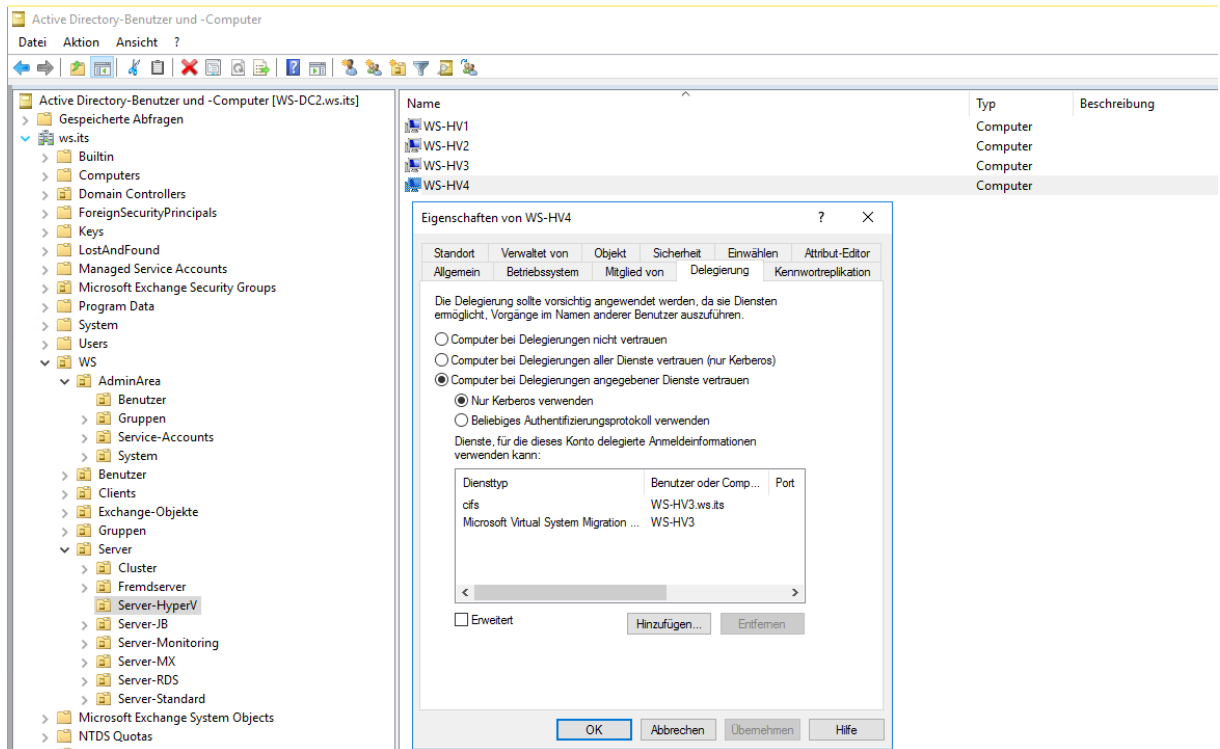 Active Directory-Benutzer und -Computer
Datei Aktion Ansicht ?
Active Directory-Benutzer und -Computer [WS-DC2.ws.its]
Gespeicherte Abfragen
ws.its
Builtin
Computers
Domain Controllers
ForeignSecurityPrincipals
Keys
LostAndFound
Managed Service Accounts
Microsoft Exchange Security Groups
Program Data
System
Users
WS
AdminArea
Benutzer
Gruppen
Service-Accounts
System
Benutzer
Clients
Exchange-Objekte
Gruppen
Server
Cluster
Fremdserver
Server-HyperV
Server-JB
Server-Monitoring
Server-MX
Server-RDS
Server-Standard
Microsoft Exchange System Objects
NTDS Quotas
Name Typ Beschreibung
WS-HV1 Computer
WS-HV2 Computer
WS-HV3 Computer
WS-HV4 Computer
Eigenschaften von WS-HV4 ?
Standort Verwaltet von Objekt Sicherheit Einwählen Attribut-Editor
Allgemein Betriebssystem Mitglied von Delegierung Kennwortreplikation
Die Delegierung sollte vorsichtig angewendet werden, da sie Diensten
ermöglicht, Vorgänge im Namen anderer Benutzer auszuführen.
Computer bei Delegierungen nicht vertrauen
Computer bei Delegierungen aller Dienste vertrauen (nur Kerberos)
Computer bei Delegierungen angegebener Dienste vertrauen
Nur Kerberos verwenden
Beliebiges Authentifizierungsprotokoll verwenden
Dienste, für die dieses Konto delegierte Anmeldeinformationen
verwenden kann:
Diensttyp Benutzer oder Comp... Port
cifs WS-HV3.ws.its
Microsoft Virtual System Migration ... WS-HV3
Erweitert Hinzufügen... Entfernen
OK Abbrechen Übernehmen Hilfe